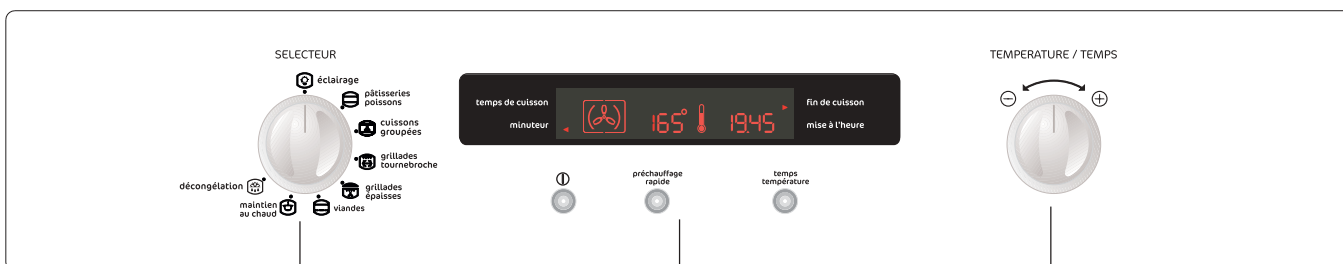 SELECTEUR
éclairage
pâtisseries
poissons
cuissons
groupées
grillades
tournebroche
grillades
épaisses
viandes
maintien
au chaud
décongélation
temps de cuisson
minuteur
165°
19.45
fin de cuisson
mise à l'heure
préchauffage
rapide
temps
température
TEMPERATURE / TEMPS